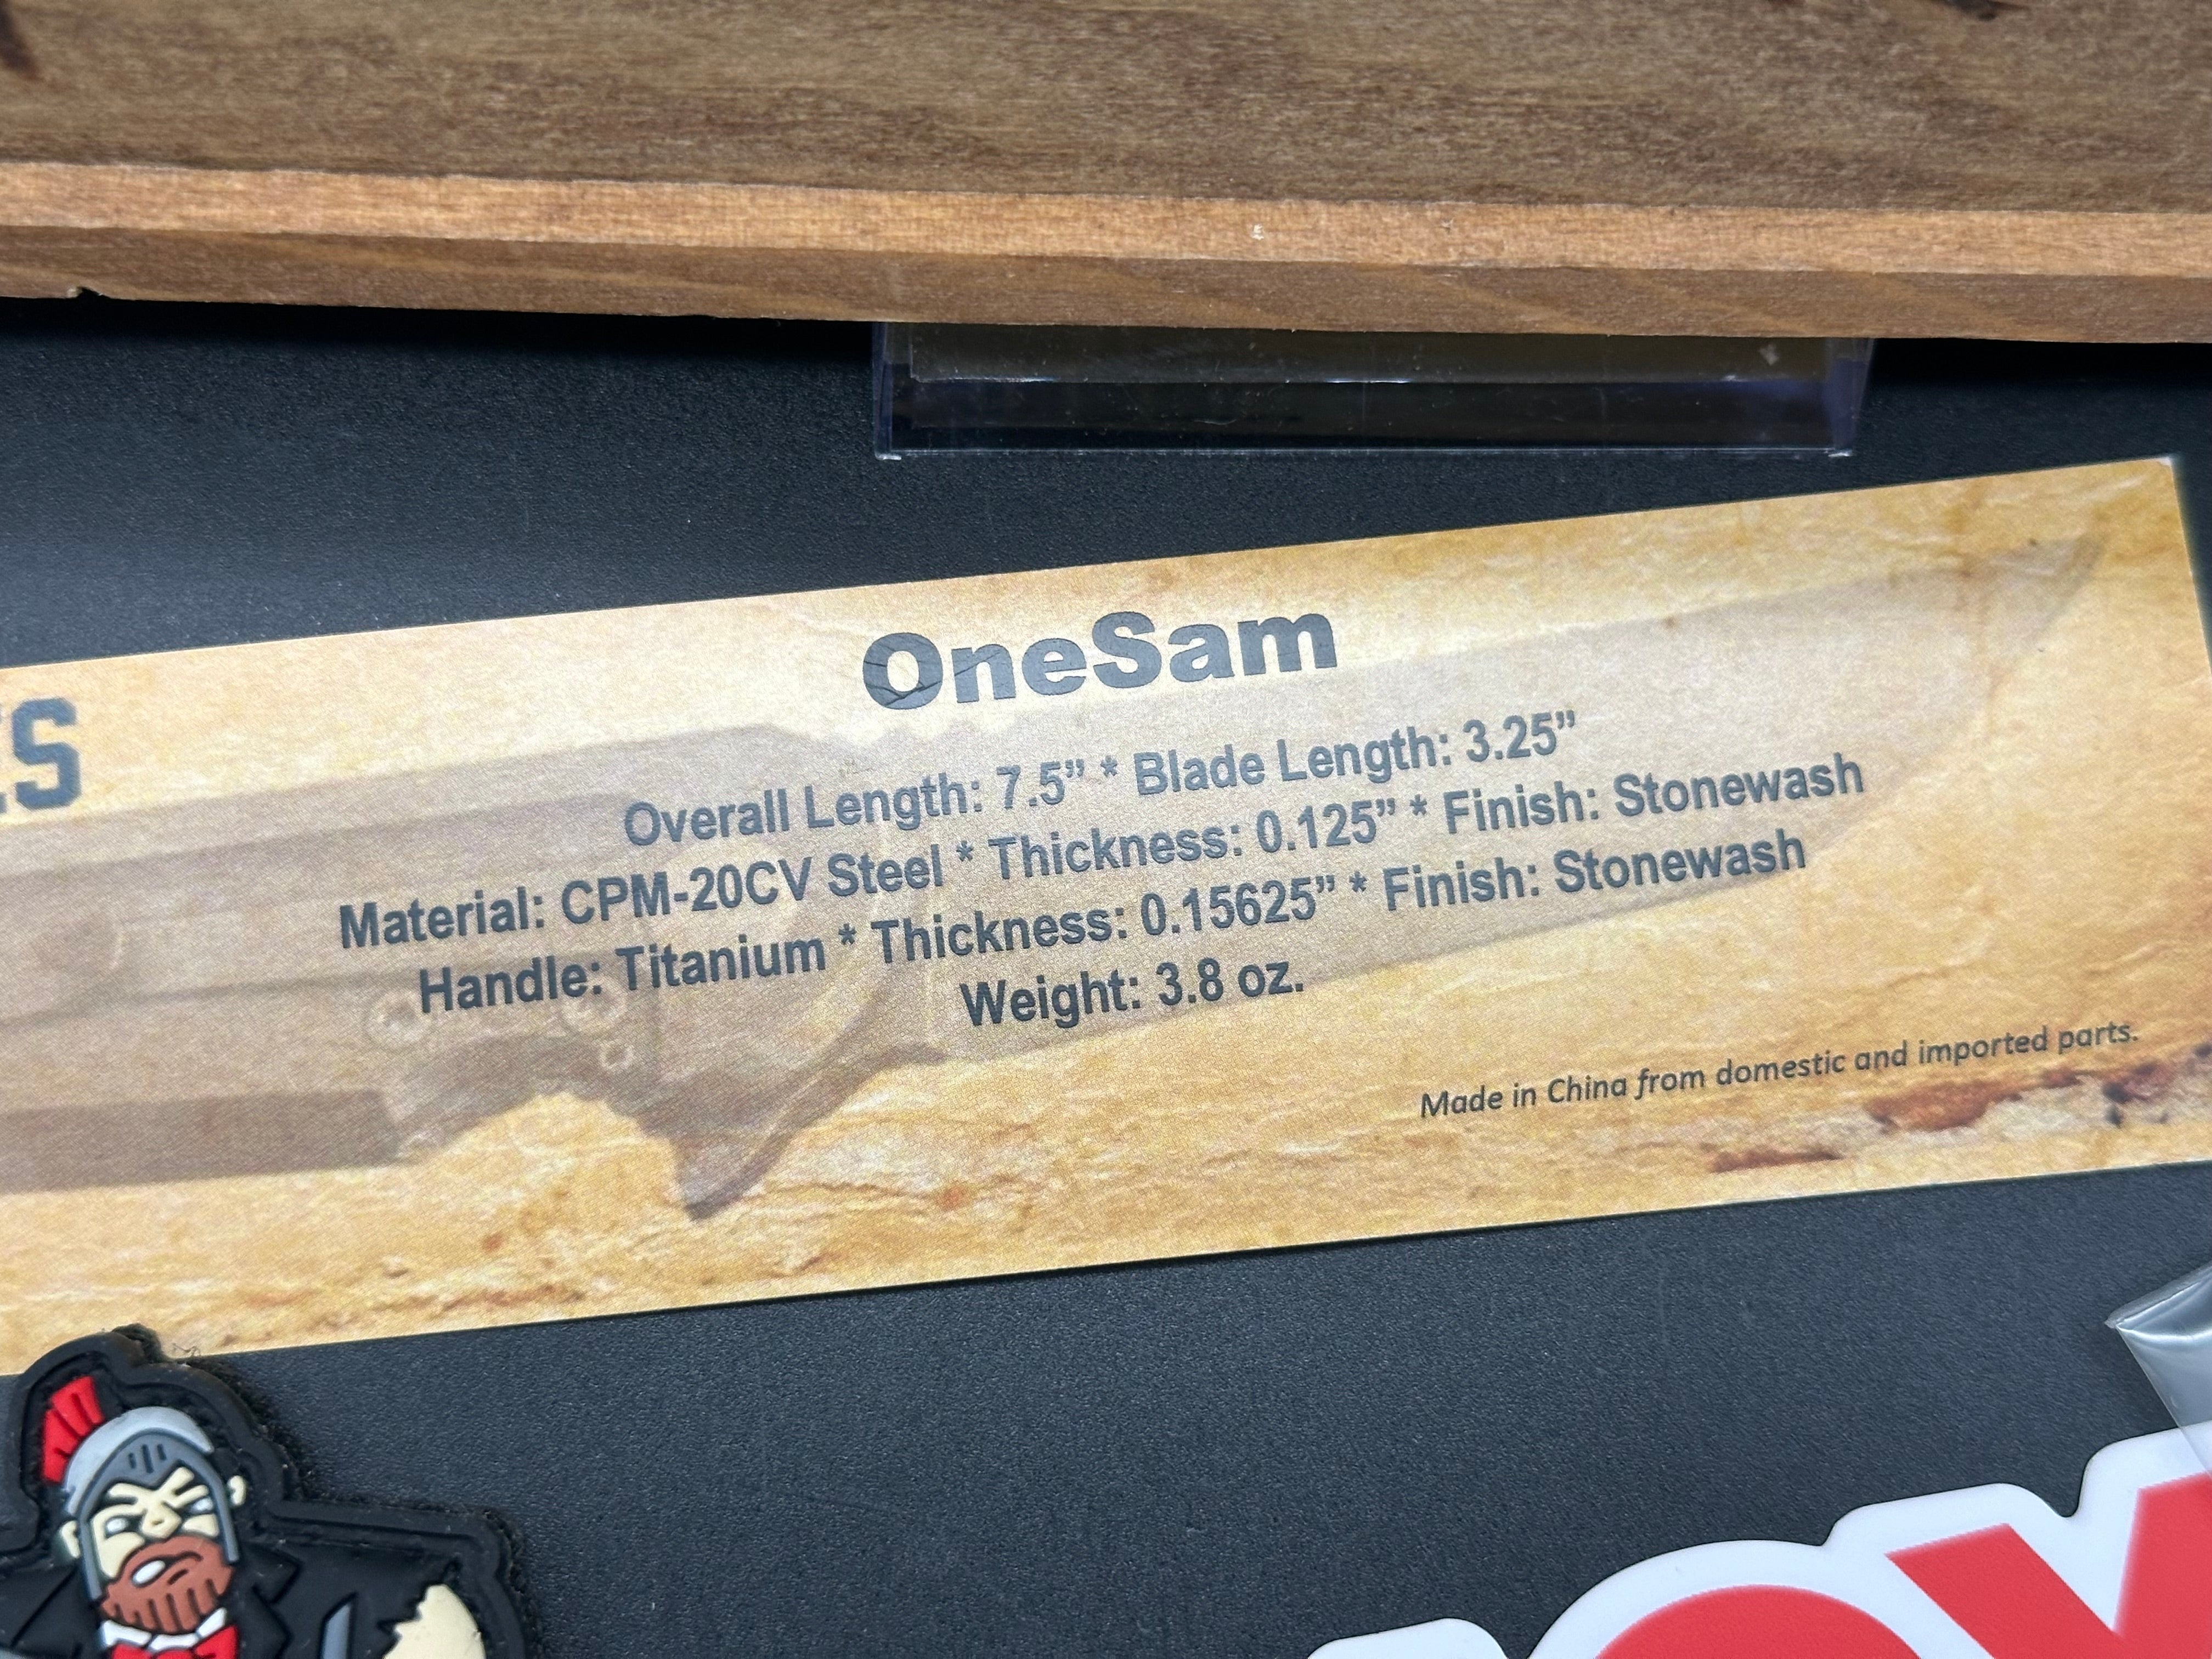 OneSam
Overall Length: 7.5” * Blade Length: 3.25”
Material: CPM-20CV Steel * Thickness: 0.125” * Finish: Stonewash
Handle: Titanium * Thickness: 0.15625” * Finish: Stonewash
Weight: 3.8 oz.
Made in China from domestic and imported parts.